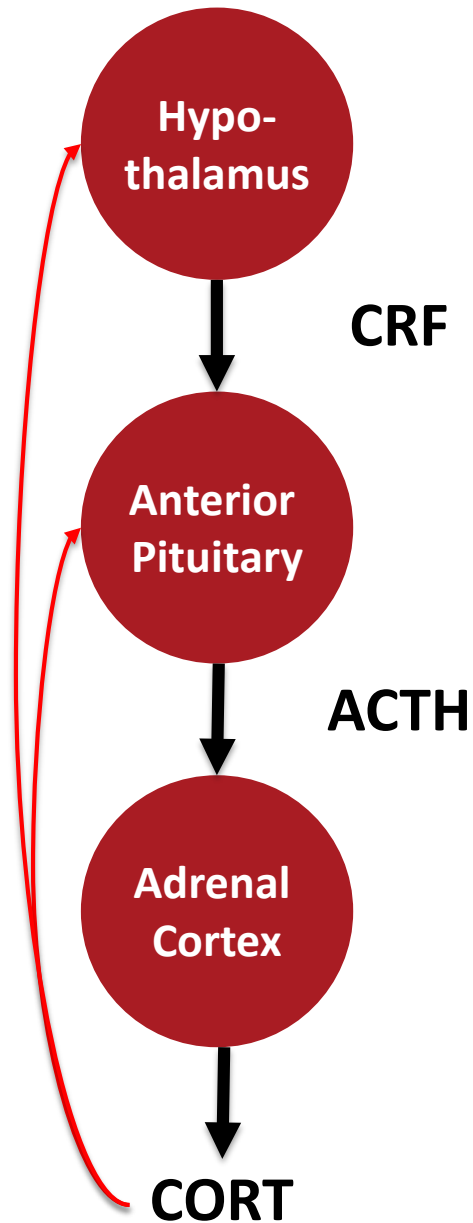 Hypo-
thalamus
CRF
Anterior
Pituitary
ACTH
Adrenal
Cortex
CORT